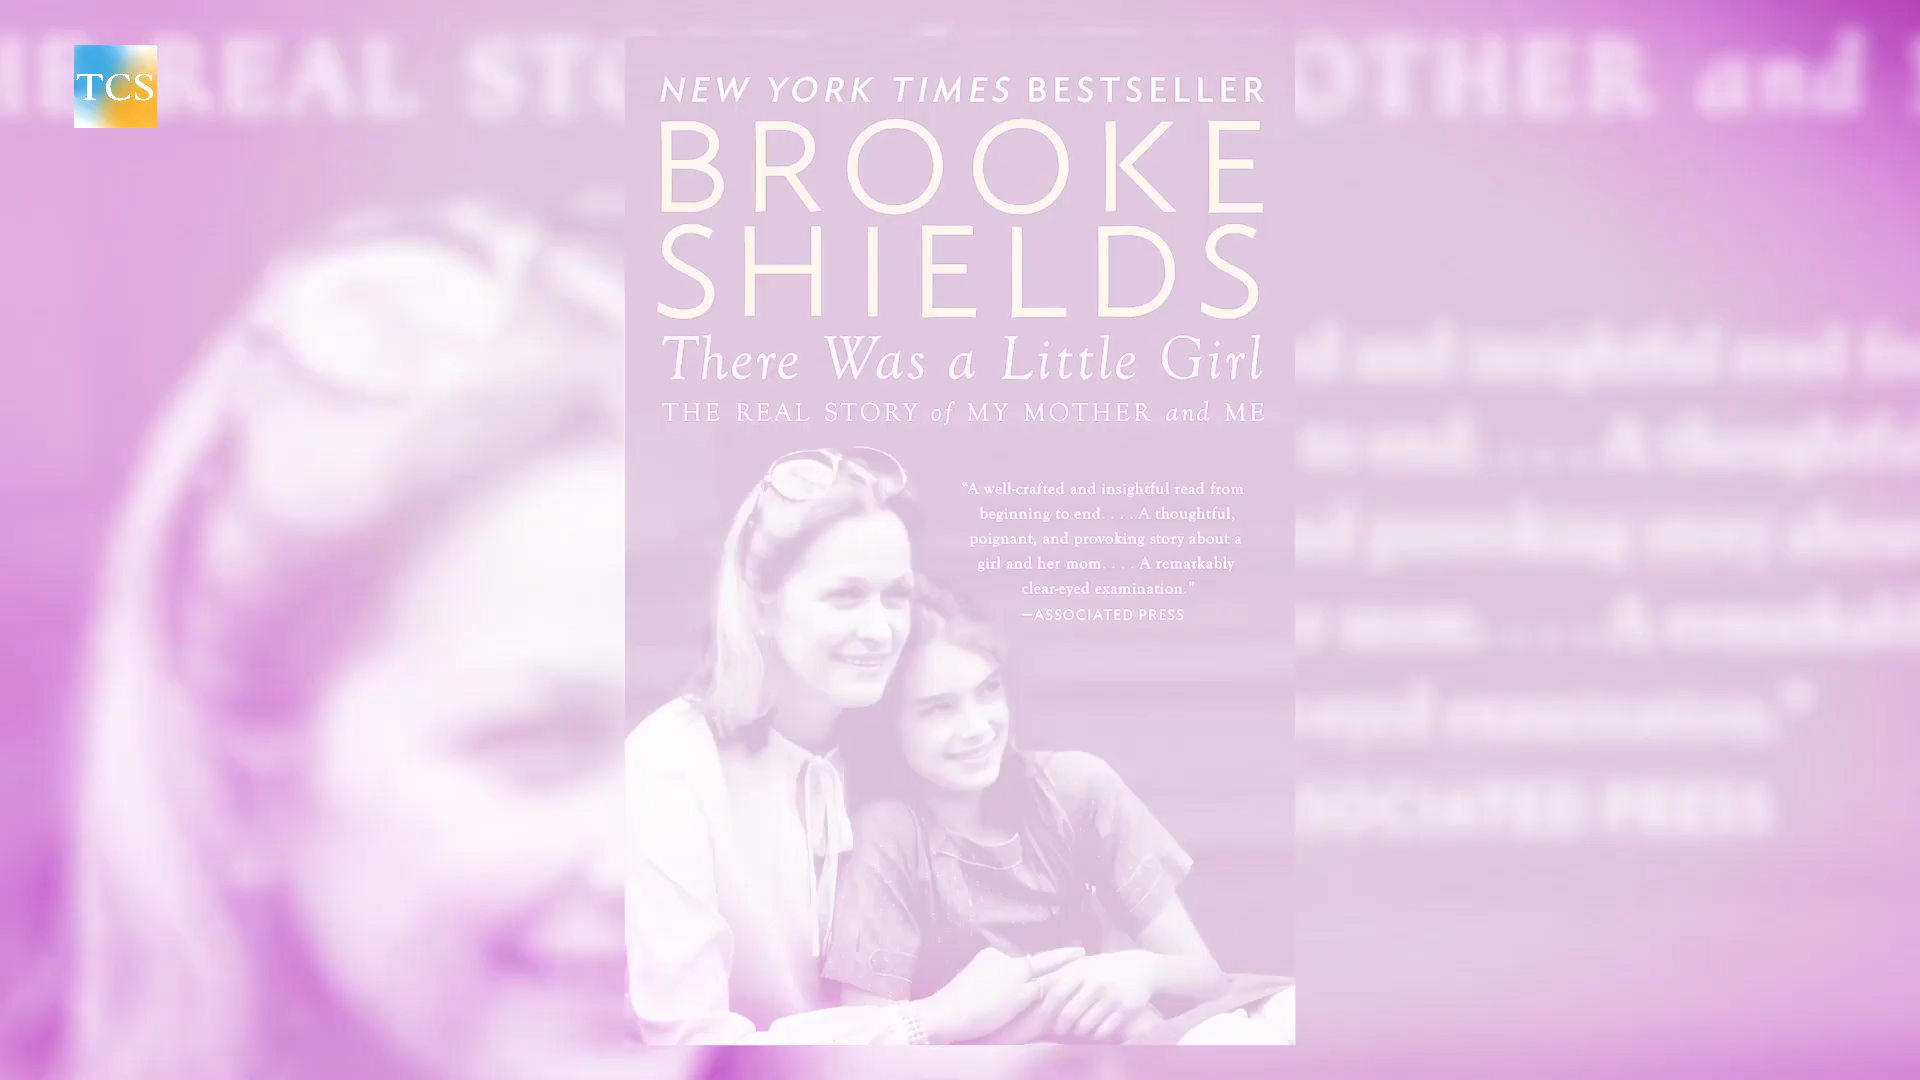 TCS
NEW YORK TIMES BESTSELLER
BROOKE
SHIELDS
There Was a Little Girl
THE REAL STORY of MY MOTHER and ME
“A well-crafted and insightful read from
beginning to end. . . . A thoughtful,
poignant, and provoking story about a
girl and her mom. . . . A remarkably
clear-eyed examination.”
—ASSOCIATED PRESS